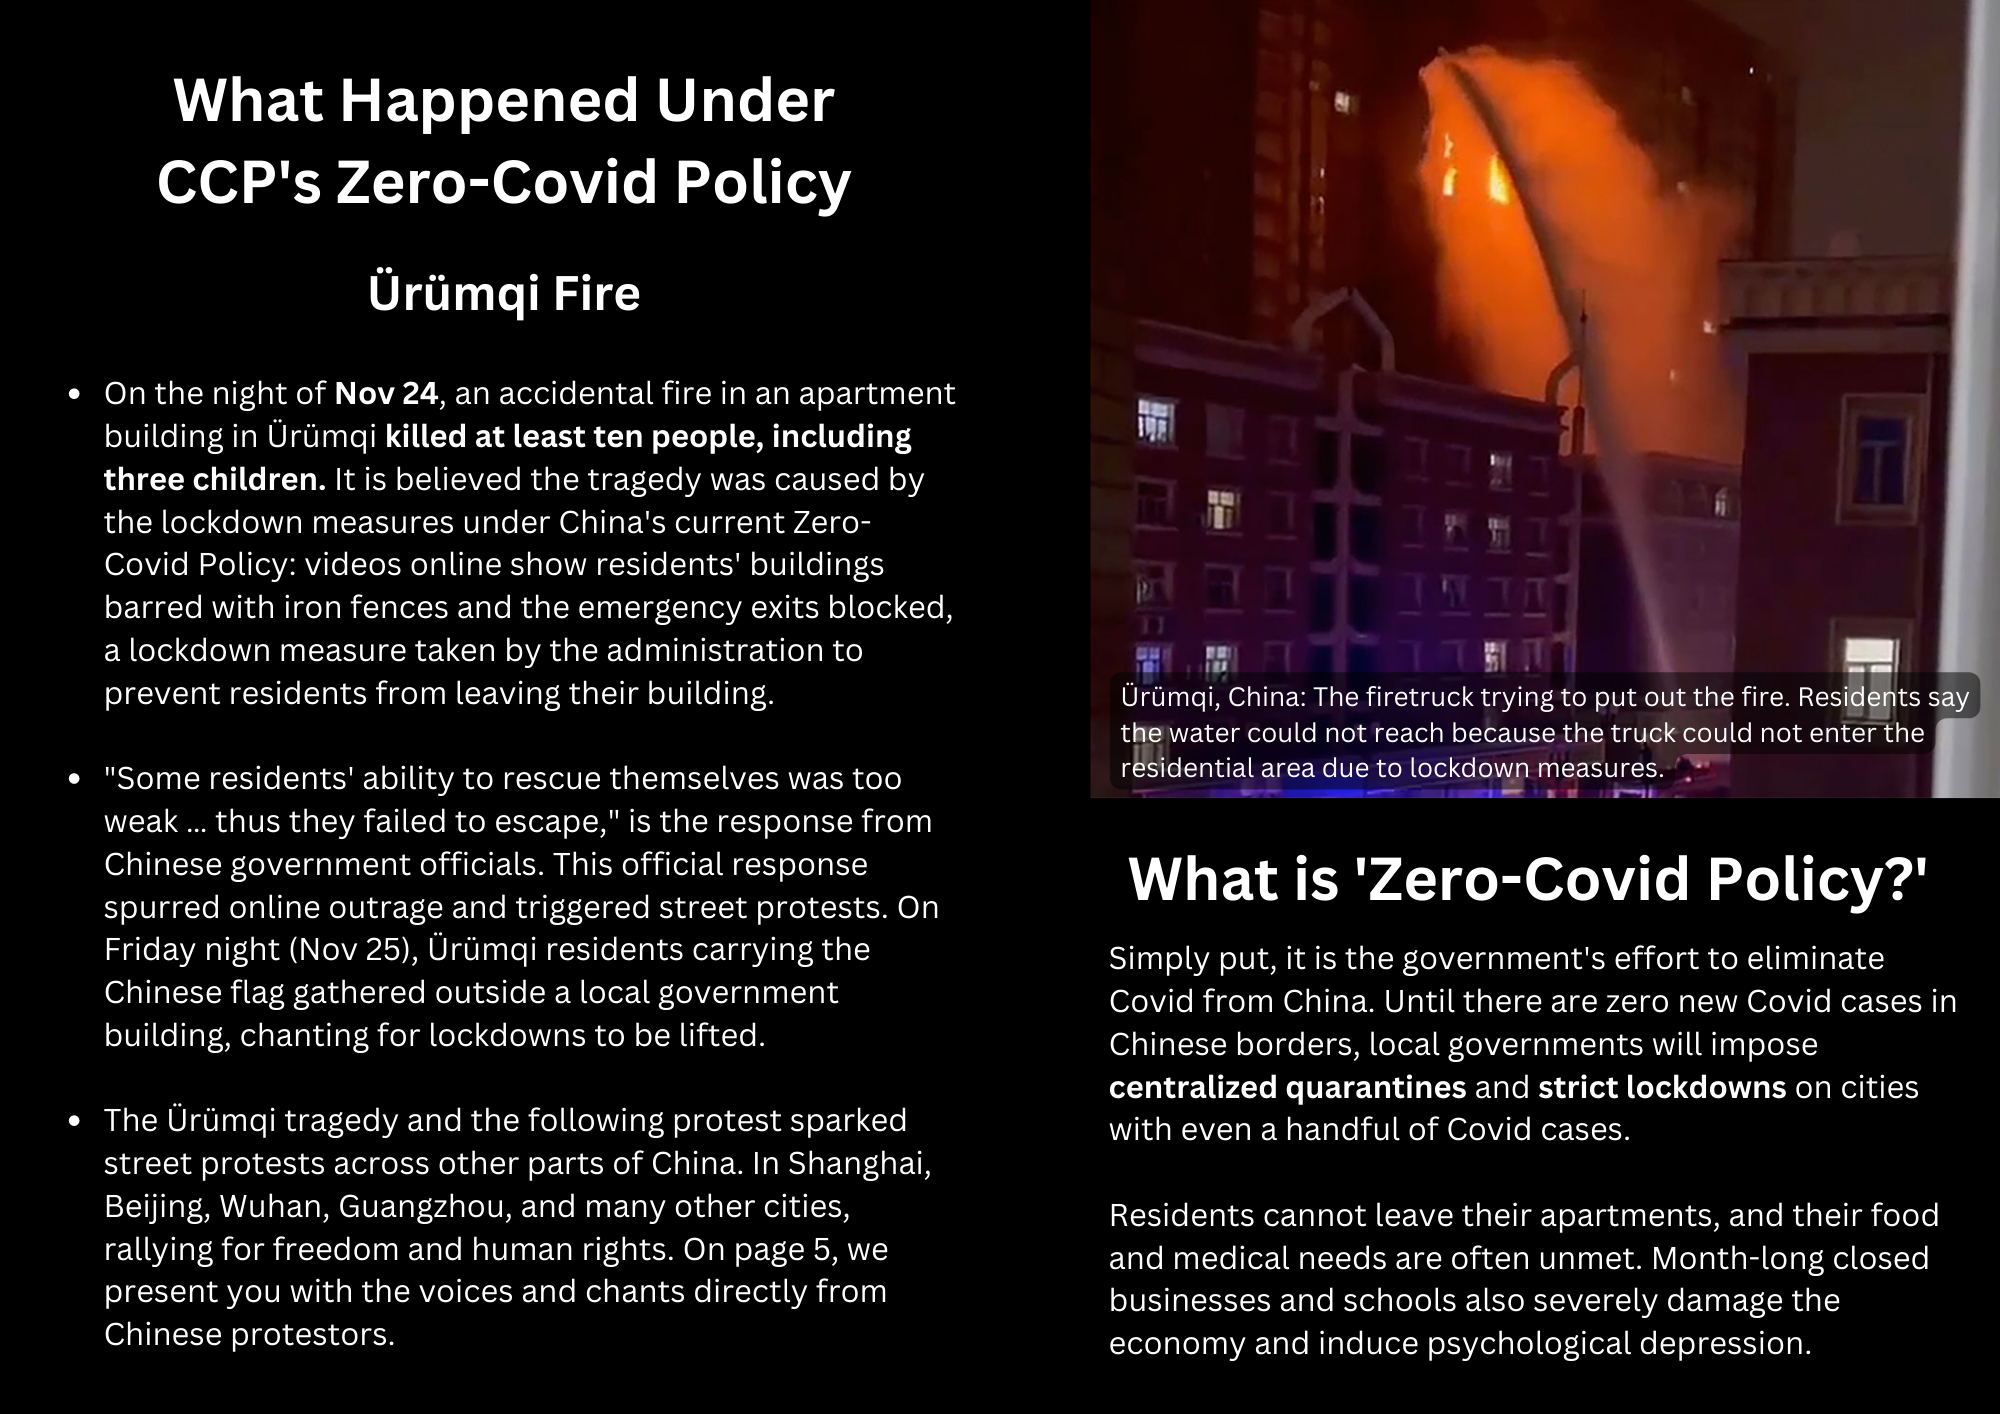 What Happened Under
CCP's Zero-Covid Policy
Ürümqi Fire
• On the night of Nov 24, an accidental fire in an apartment
building in Ürümqi killed at least ten people, including
three children. It is believed the tragedy was caused by
the lockdown measures under China's current Zero-
Covid Policy: videos online show residents' buildings
barred with iron fences and the emergency exits blocked,
a lockdown measure taken by the administration to
prevent residents from leaving their building.
• "Some residents' ability to rescue themselves was too
weak ... thus they failed to escape," is the response from
Chinese government officials. This official response
spurred online outrage and triggered street protests. On
Friday night (Nov 25), Ürümqi residents carrying the
Chinese flag gathered outside a local government
building, chanting for lockdowns to be lifted.
• The Ürümqi tragedy and the following protest sparked
street protests across other parts of China. In Shanghai,
Beijing, Wuhan, Guangzhou, and many other cities,
rallying for freedom and human rights. On page 5, we
present you with the voices and chants directly from
Chinese protestors.
Ürümqi, China: The firetruck trying to put out the fire. Residents say
the water could not reach because the truck could not enter the
residential area due to lockdown measures.
What is 'Zero-Covid Policy?'
Simply put, it is the government's effort to eliminate
Covid from China. Until there are zero new Covid cases in
Chinese borders, local governments will impose
centralized quarantines and strict lockdowns on cities
with even a handful of Covid cases.
Residents cannot leave their apartments, and their food
and medical needs are often unmet. Month-long closed
businesses and schools also severely damage the
economy and induce psychological depression.